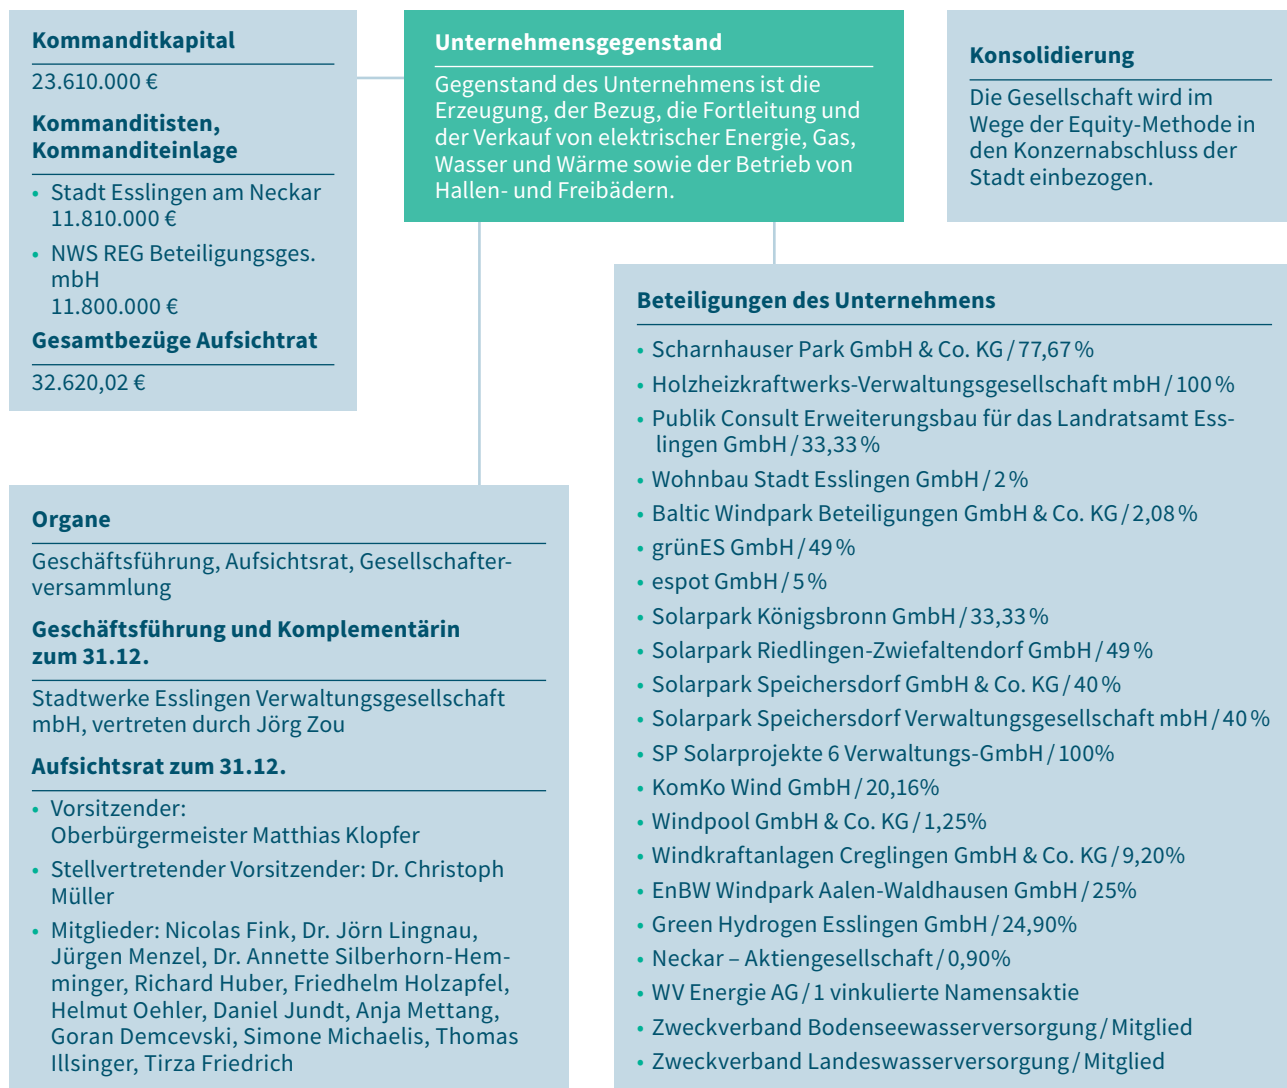 Kommanditkapital
23.610.000 €
Kommanditisten,
Kommanditeinlage
• Stadt Esslingen am Neckar
11.810.000 €
• NWS REG Beteiligungsges.
mbH
11.800.000 €
Gesamtbezüge Aufsichtrat
32.620,02 €
Unternehmensgegenstand
Gegenstand des Unternehmens ist die
Erzeugung, der Bezug, die Fortleitung und
der Verkauf von elektrischer Energie, Gas,
Wasser und Wärme sowie der Betrieb von
Hallen- und Freibädern.
Konsolidierung
Die Gesellschaft wird im
Wege der Equity-Methode in
den Konzernabschluss der
Stadt einbezogen.
Organe
Geschäftsführung, Aufsichtsrat, Gesellschafter-
versammlung
Geschäftsführung und Komplementärin
zum 31.12.
Stadtwerke Esslingen Verwaltungsgesellschaft
mbH, vertreten durch Jörg Zou
Aufsichtsrat zum 31.12.
• Vorsitzender:
Oberbürgermeister Matthias Klopfer
• Stellvertretender Vorsitzender: Dr. Christoph
Müller
• Mitglieder: Nicolas Fink, Dr. Jörn Lingnau,
Jürgen Menzel, Dr. Annette Silberhorn-Hem-
minger, Richard Huber, Friedhelm Holzapfel,
Helmut Oehler, Daniel Jundt, Anja Mettang,
Goran Demcevski, Simone Michaelis, Thomas
Illsinger, Tirza Friedrich
Beteiligungen des Unternehmens
• Scharnhauser Park GmbH & Co. KG / 77,67 %
• Holzheizkraftwerks-Verwaltungsgesellschaft mbH / 100 %
• Publik Consult Erweiterungsbau für das Landratsamt Ess-
lingen GmbH / 33,33 %
• Wohnbau Stadt Esslingen GmbH / 2 %
• Baltic Windpark Beteiligungen GmbH & Co. KG / 2,08 %
• grünES GmbH / 49 %
• espot GmbH / 5 %
• Solarpark Königsbronn GmbH / 33,33 %
• Solarpark Riedlingen-Zwiefaltendorf GmbH / 49 %
• Solarpark Speichersdorf GmbH & Co. KG / 40 %
• Solarpark Speichersdorf Verwaltungsgesellschaft mbH / 40 %
• SP Solarprojekte 6 Verwaltungs-GmbH / 100%
• KomKo Wind GmbH / 20,16%
• Windpool GmbH & Co. KG / 1,25%
• Windkraftanlagen Creglingen GmbH & Co. KG / 9,20%
• EnBW Windpark Aalen-Waldhausen GmbH / 25%
• Green Hydrogen Esslingen GmbH / 24,90%
• Neckar – Aktiengesellschaft / 0,90%
• WV Energie AG / 1 vinkulierte Namensaktie
• Zweckverband Bodenseewasserversorgung / Mitglied
• Zweckverband Landeswasserversorgung / Mitglied